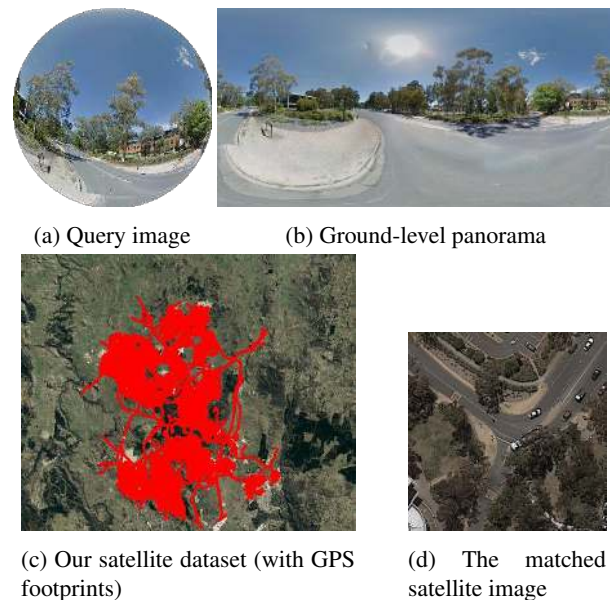 (a) Query image
(b) Ground-level panorama
(c) Our satellite dataset (with GPS
footprints)
(d) The matched
satellite image